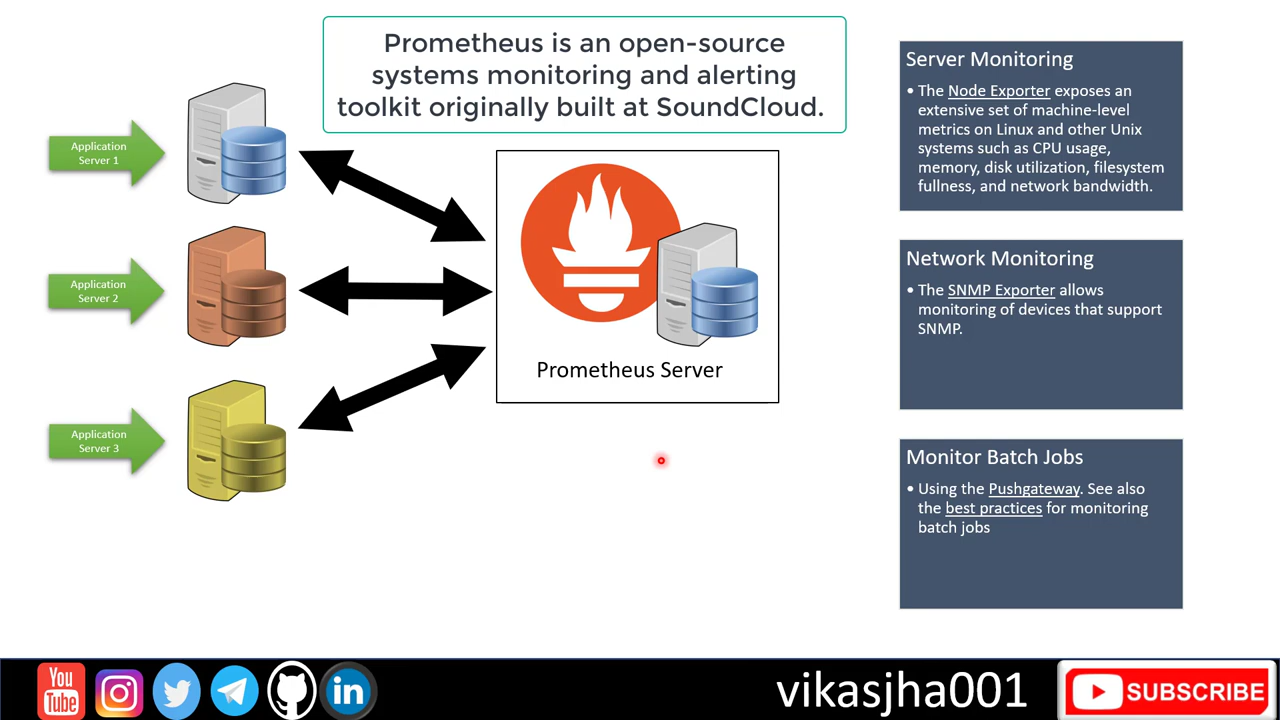 Prometheus is an open-source
systems monitoring and alerting
toolkit originally built at SoundCloud.
Application
Server 1
Application
Server 2
Application
Server 3
Prometheus Server
Server Monitoring
• The Node Exporter exposes an
extensive set of machine-level
metrics on Linux and other Unix
systems such as CPU usage,
memory, disk utilization, filesystem
fullness, and network bandwidth.
Network Monitoring
• The SNMP Exporter allows
monitoring of devices that support
SNMP.
Monitor Batch Jobs
• Using the Pushgateway. See also
the best practices for monitoring
batch jobs
You
Tube
in
vikasjha001
SUBSCRIBE